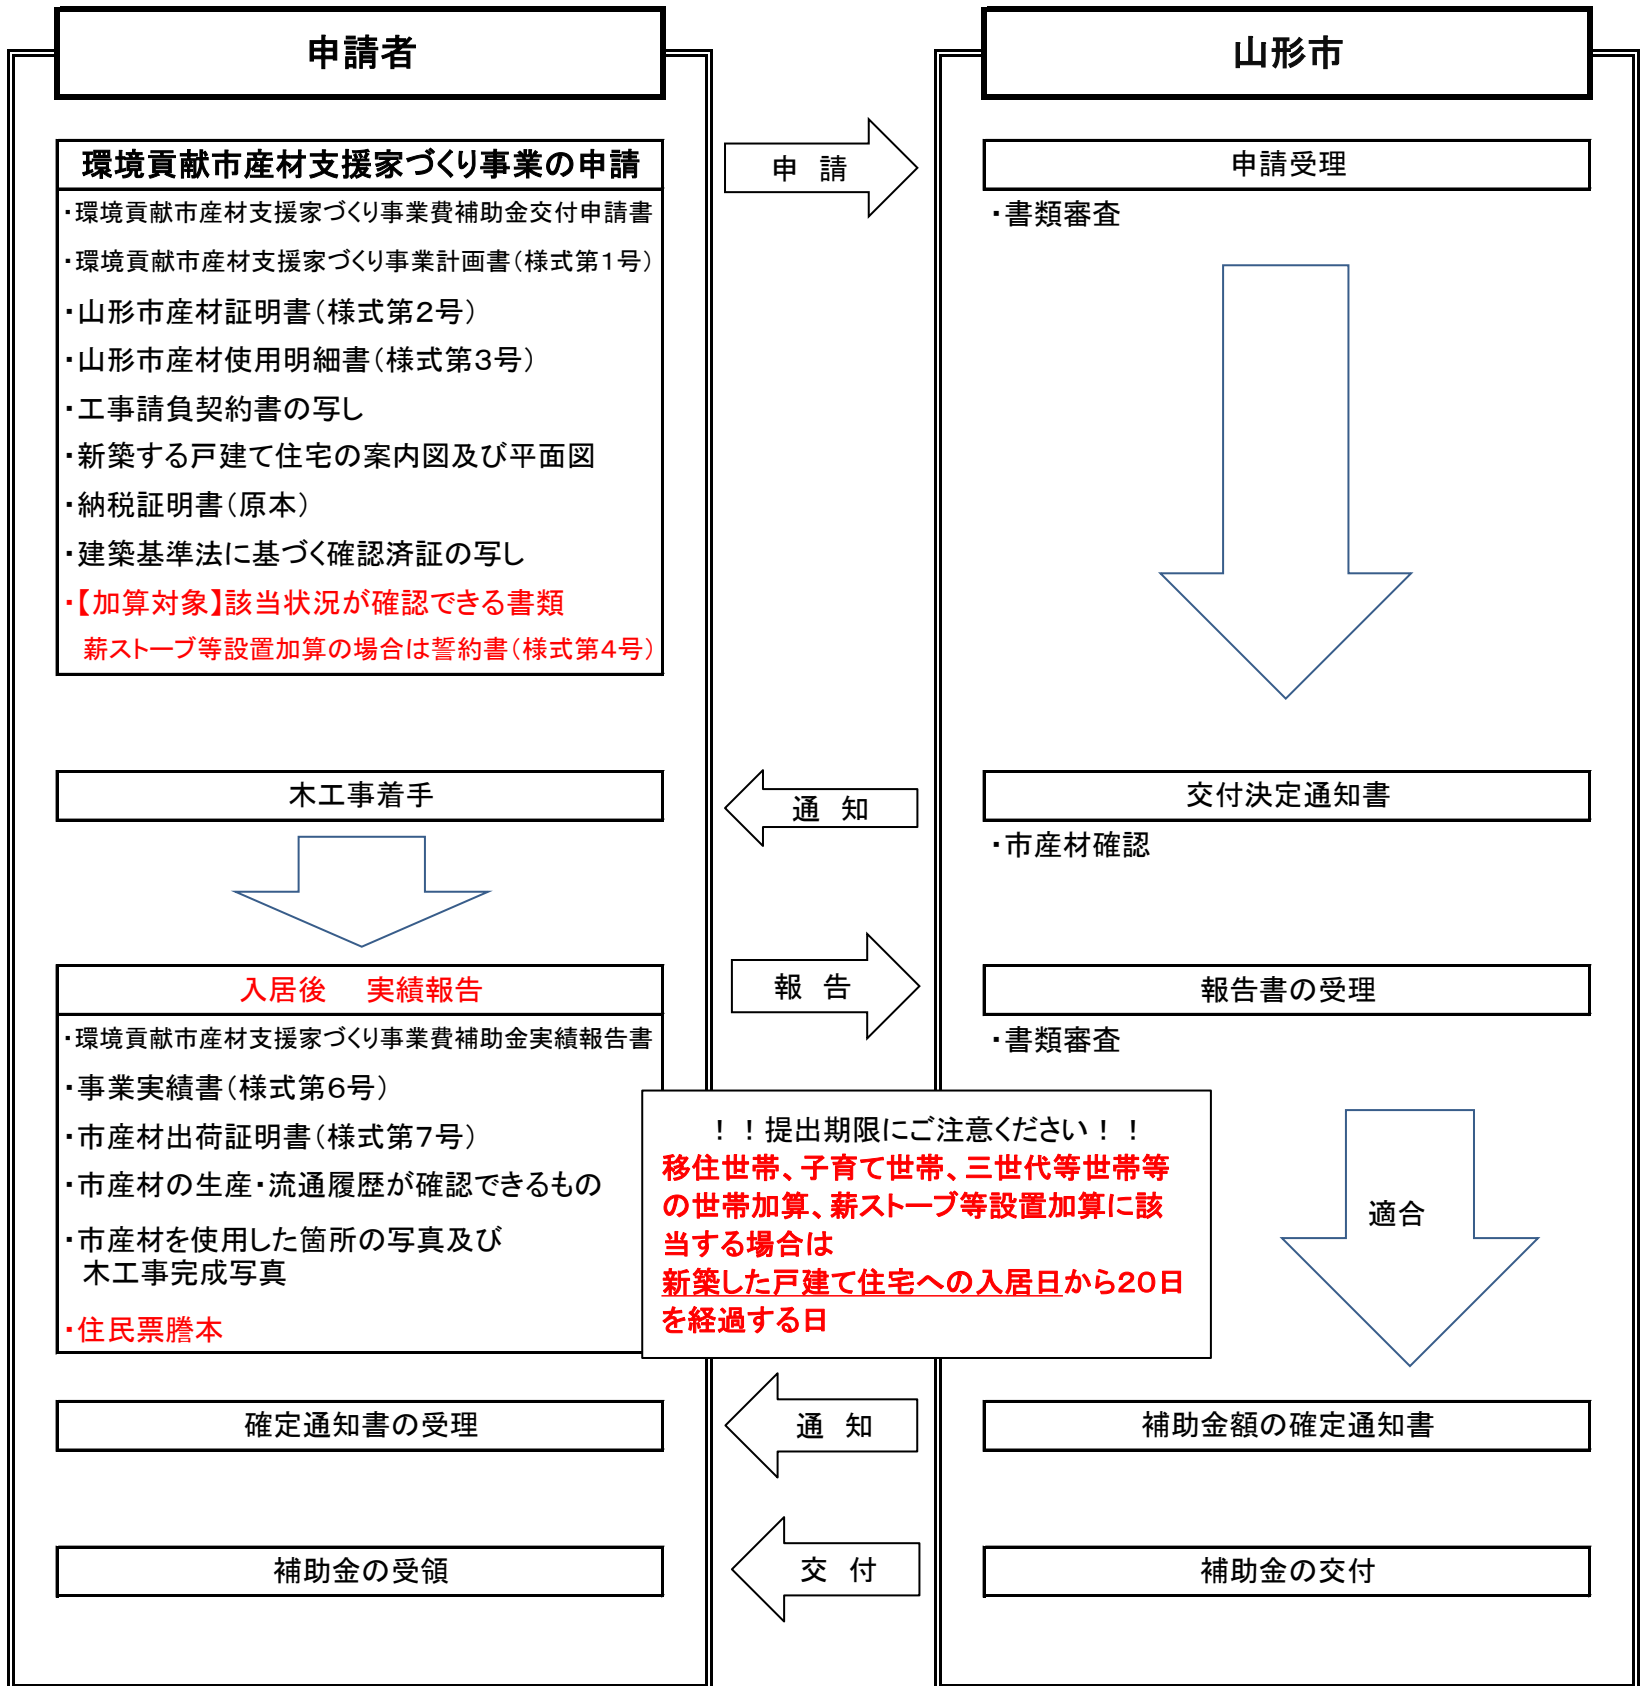 申請者
山形市
環境貢献市産材支援家づくり事業の申請
・環境貢献市産材支援家づくり事業費補助金交付申請書
・環境貢献市産材支援家づくり事業計画書（様式第1号）
・山形市産材証明書（様式第2号）
・山形市産材使用明細書（様式第3号）
・工事請負契約書の写し
・新築する戸建て住宅の案内図及び平面図
・納税証明書（原本）
・建築基準法に基づく確認済証の写し
・【加算対象】該当状況が確認できる書類
薪ストーブ等設置加算の場合は誓約書（様式第4号）
申　請
申請受理
・書類審査
木工事着手
通　知
交付決定通知書
・市産材確認
入居後　実績報告
・環境貢献市産材支援家づくり事業費補助金実績報告書
・事業実績書（様式第6号）
・市産材出荷証明書（様式第7号）
・市産材の生産・流通履歴が確認できるもの
・市産材を使用した箇所の写真及び
木工事完成写真
・住民票謄本
報　告
報告書の受理
・書類審査
！！提出期限にご注意ください！！
移住世帯、子育て世帯、三世代等世帯等
の世帯加算、薪ストーブ等設置加算に該
当する場合は
新築した戸建て住宅への入居日から20日
を経過する日
適合
確定通知書の受理
通　知
補助金額の確定通知書
補助金の受領
交　付
補助金の交付